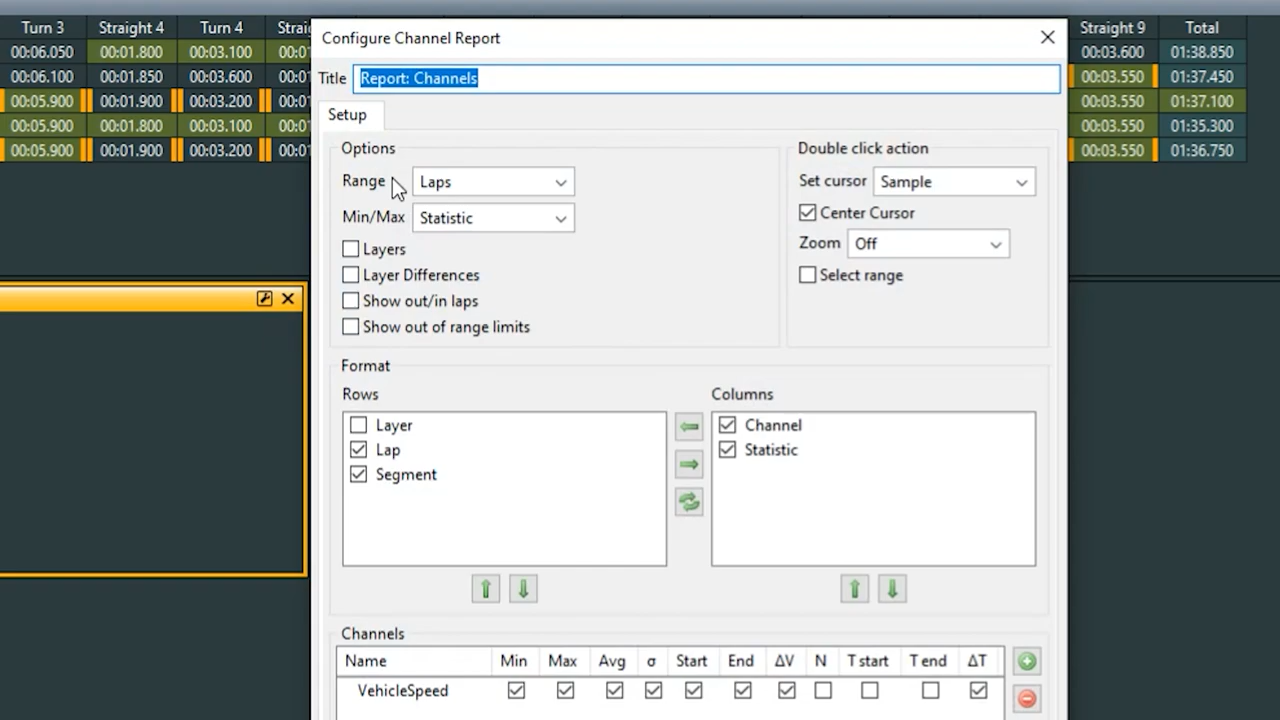 Turn 3 Straight 4 Turn 4 Straig Straight 9 Total
00:06.050 00:01.800 00:03.100 00:01 00:03.600 01:38.850
00:06.100 00:01.850 00:03.600 00:01 00:03.550 01:37.450
00:05.900 00:01.900 00:03.200 00:01 00:03.550 01:37.100
00:05.900 00:01.800 00:03.100 00:01 00:03.550 01:35.300
00:05.900 00:01.900 00:03.200 00:01 00:03.550 01:36.750
Configure Channel Report
Title Report: Channels
Setup
Options
Range Laps
Min/Max Statistic
Layers
Layer Differences
Show out/in laps
Show out of range limits
Double click action
Set cursor Sample
Center Cursor
Zoom Off
Select range
Format
Rows
Layer
Lap
Segment
Columns
Channel
Statistic
Channels
Name Min Max Avg σ Start End ΔV N T start T end ΔT
VehicleSpeed